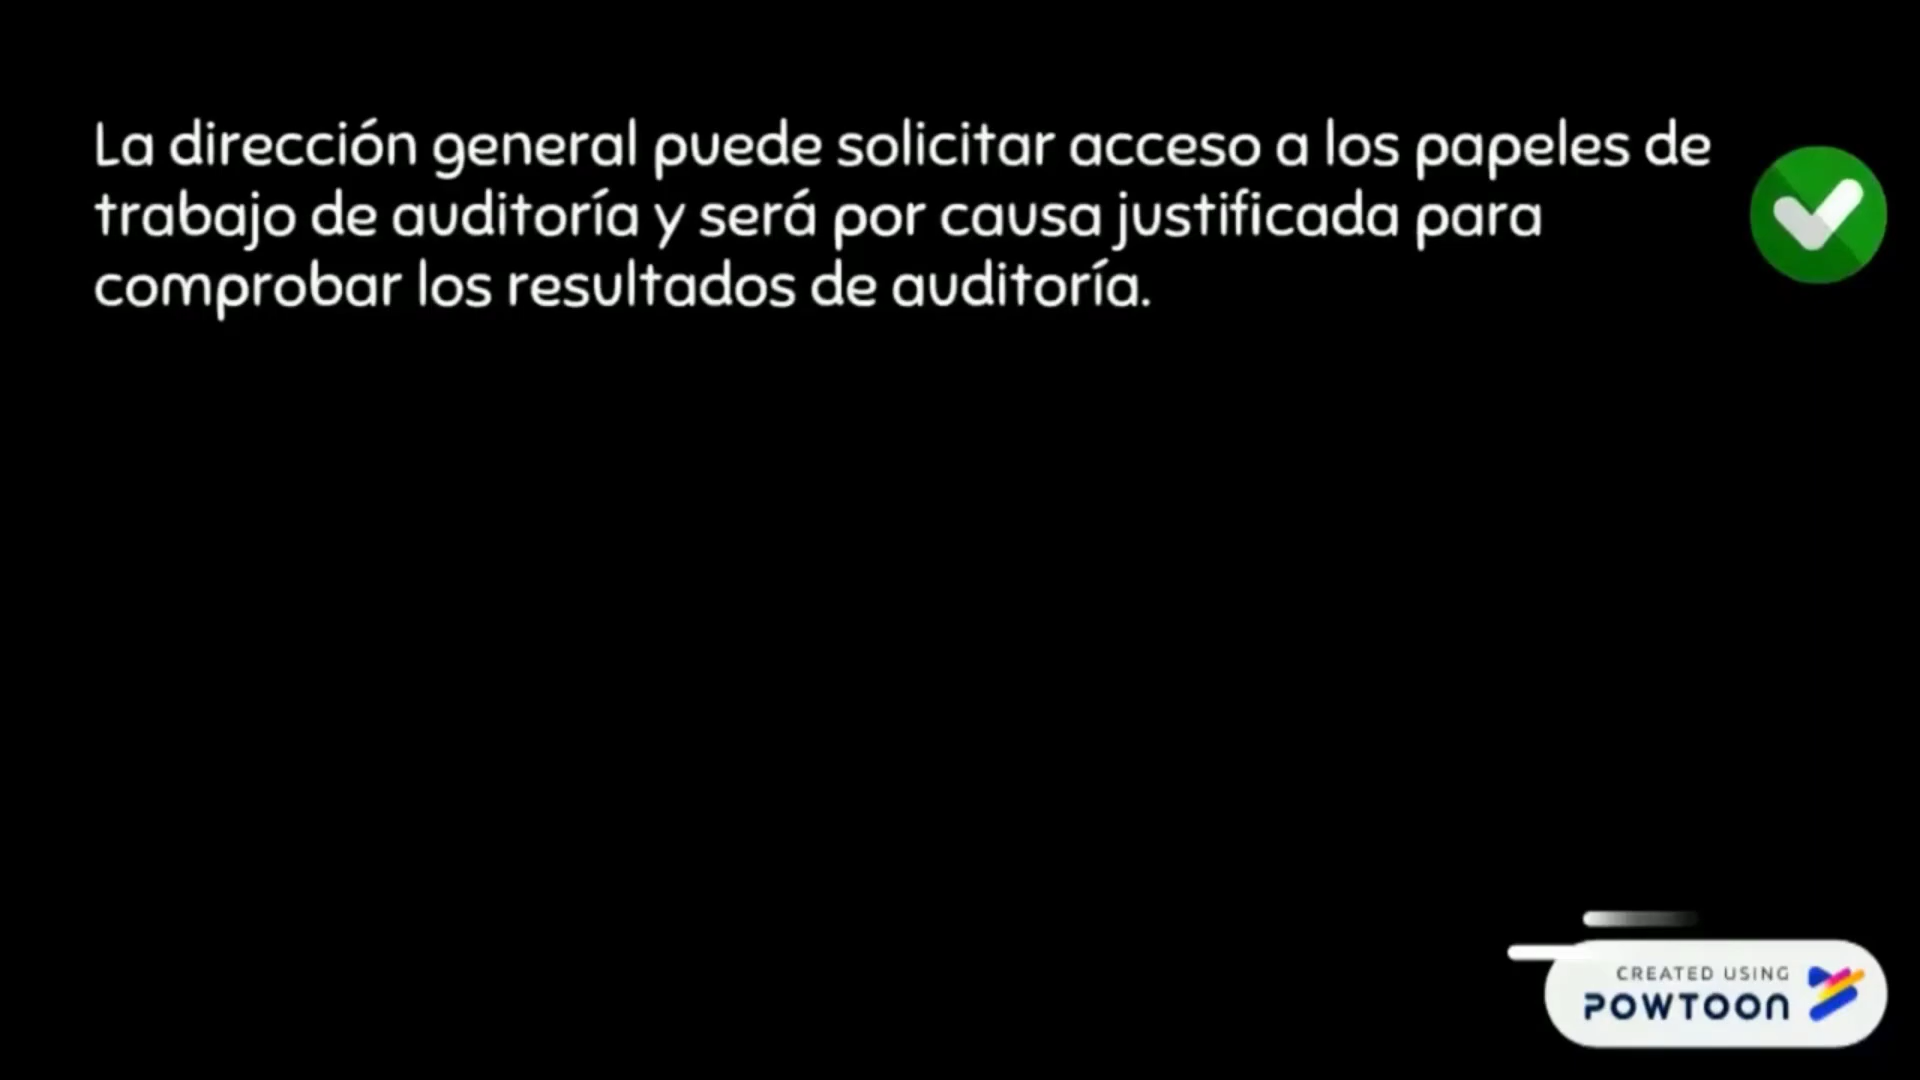 La dirección general puede solicitar acceso a los papeles de
trabajo de auditoría y será por causa justificada para
comprobar los resultados de auditoría.
CREATED USING
POWTOON